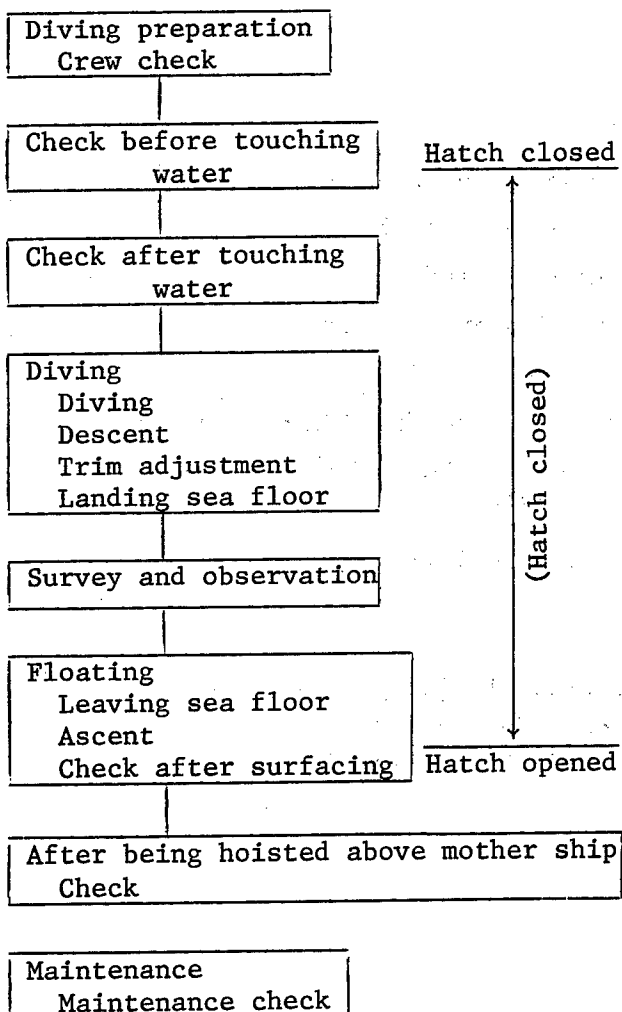 Diving preparation
Crew check
Check before touching
water
Hatch closed
Check after touching
water
Diving
Diving
Descent
Trim adjustment
Landing sea floor
(Hatch closed)
Survey and observation
Floating
Leaving sea floor
Ascent
Check after surfacing
Hatch opened
After being hoisted above mother ship
Check
Maintenance
Maintenance check